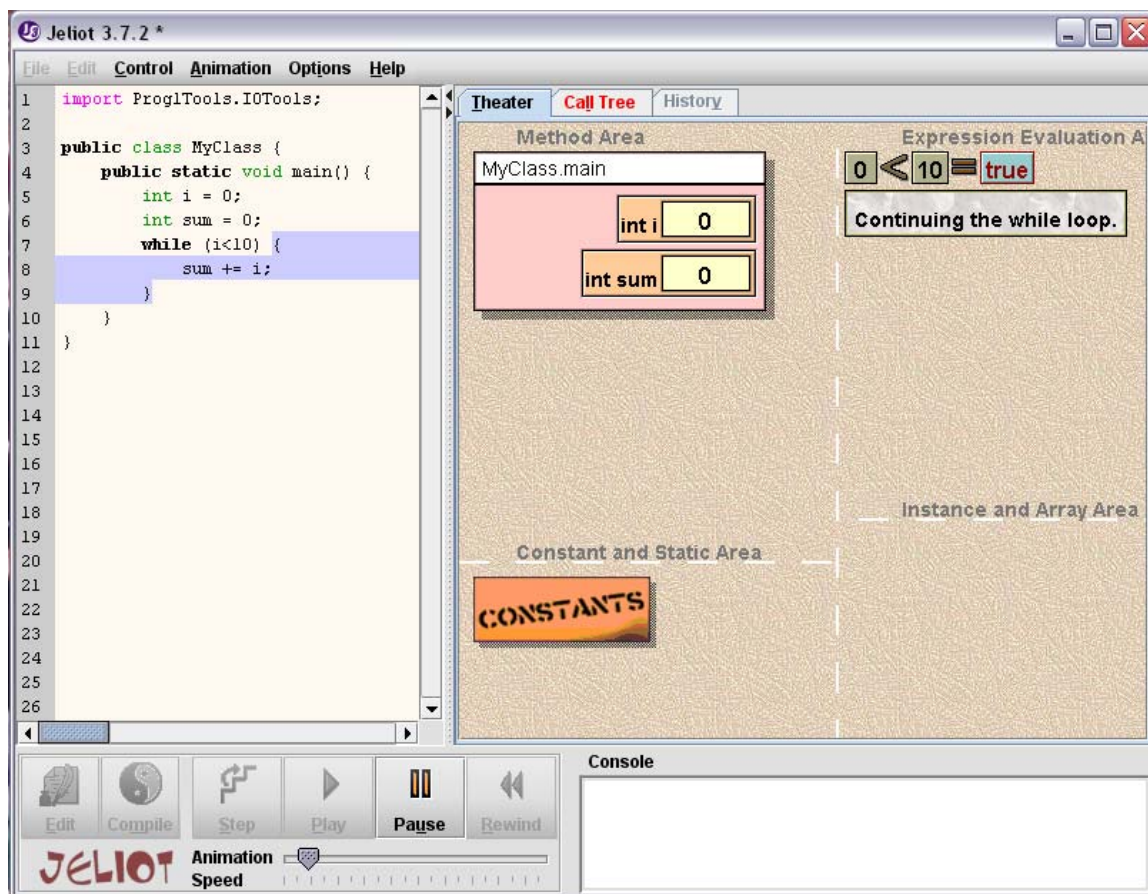 Jeliot 3.7.2 *
File Edit Control Animation Options Help
1 import Prog1Tools.IOTools;
2
3 public class MyClass {
4 public static void main() {
5 int i = 0;
6 int sum = 0;
7 while (i<10) {
8 sum += i;
9 }
10 }
11 }
12
13
14
15
16
17
18
19
20
21
22
23
24
25
26
Theater Call Tree History
Method Area
MyClass.main
int i 0
int sum 0
Expression Evaluation A
0 < 10 = true
Continuing the while loop.
Constant and Static Area
CONSTANTS
Instance and Array Area
Edit Compile Step Play Pause Rewind
JELIOT
Animation
Speed
Console